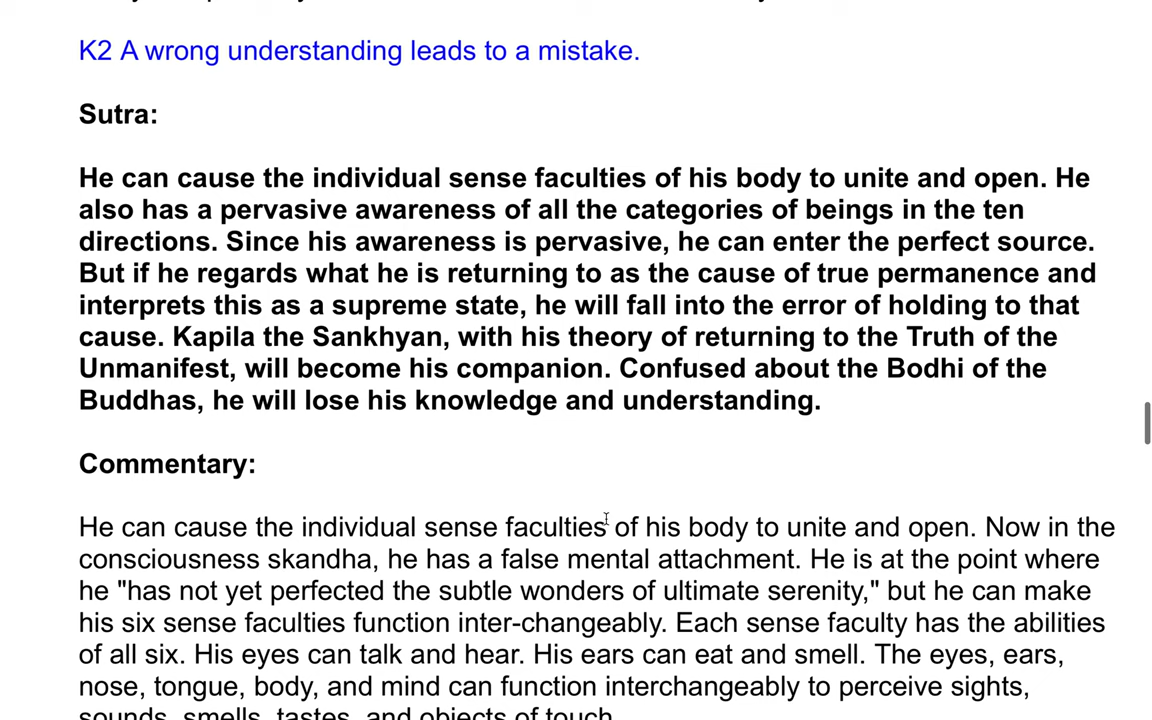 K2 A wrong understanding leads to a mistake.
Sutra:
He can cause the individual sense faculties of his body to unite and open. He
also has a pervasive awareness of all the categories of beings in the ten
directions. Since his awareness is pervasive, he can enter the perfect source.
But if he regards what he is returning to as the cause of true permanence and
interprets this as a supreme state, he will fall into the error of holding to that
cause. Kapila the Sankhyan, with his theory of returning to the Truth of the
Unmanifest, will become his companion. Confused about the Bodhi of the
Buddhas, he will lose his knowledge and understanding.
Commentary:
He can cause the individual sense faculties of his body to unite and open. Now in the
consciousness skandha, he has a false mental attachment. He is at the point where
he "has not yet perfected the subtle wonders of ultimate serenity," but he can make
his six sense faculties function inter-changeably. Each sense faculty has the abilities
of all six. His eyes can talk and hear. His ears can eat and smell. The eyes, ears,
nose, tongue, body, and mind can function interchangeably to perceive sights,
sounds, smells, tastes, and objects of touch.